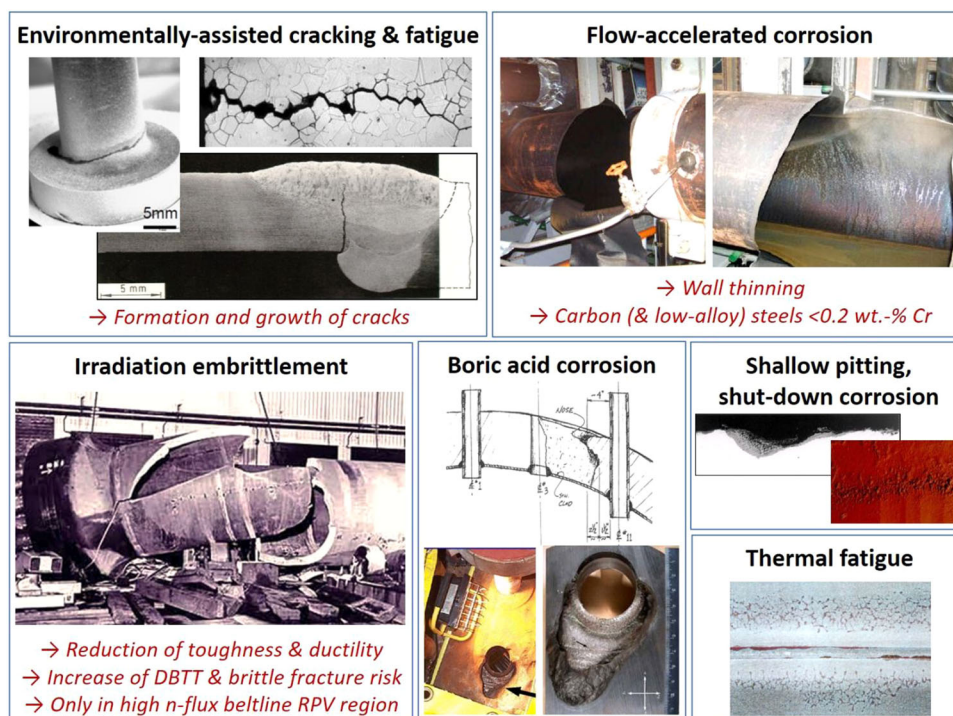 Environmentally-assisted cracking & fatigue
5mm
5 mm
→ Formation and growth of cracks
Flow-accelerated corrosion
→ Wall thinning
→ Carbon (& low-alloy) steels <0.2 wt.-% Cr
Irradiation embrittlement
→ Reduction of toughness & ductility
→ Increase of DBTT & brittle fracture risk
→ Only in high n-flux beltline RPV region
Boric acid corrosion
~4"
NOSE
CLAD
Shallow pitting,
shut-down corrosion
Thermal fatigue